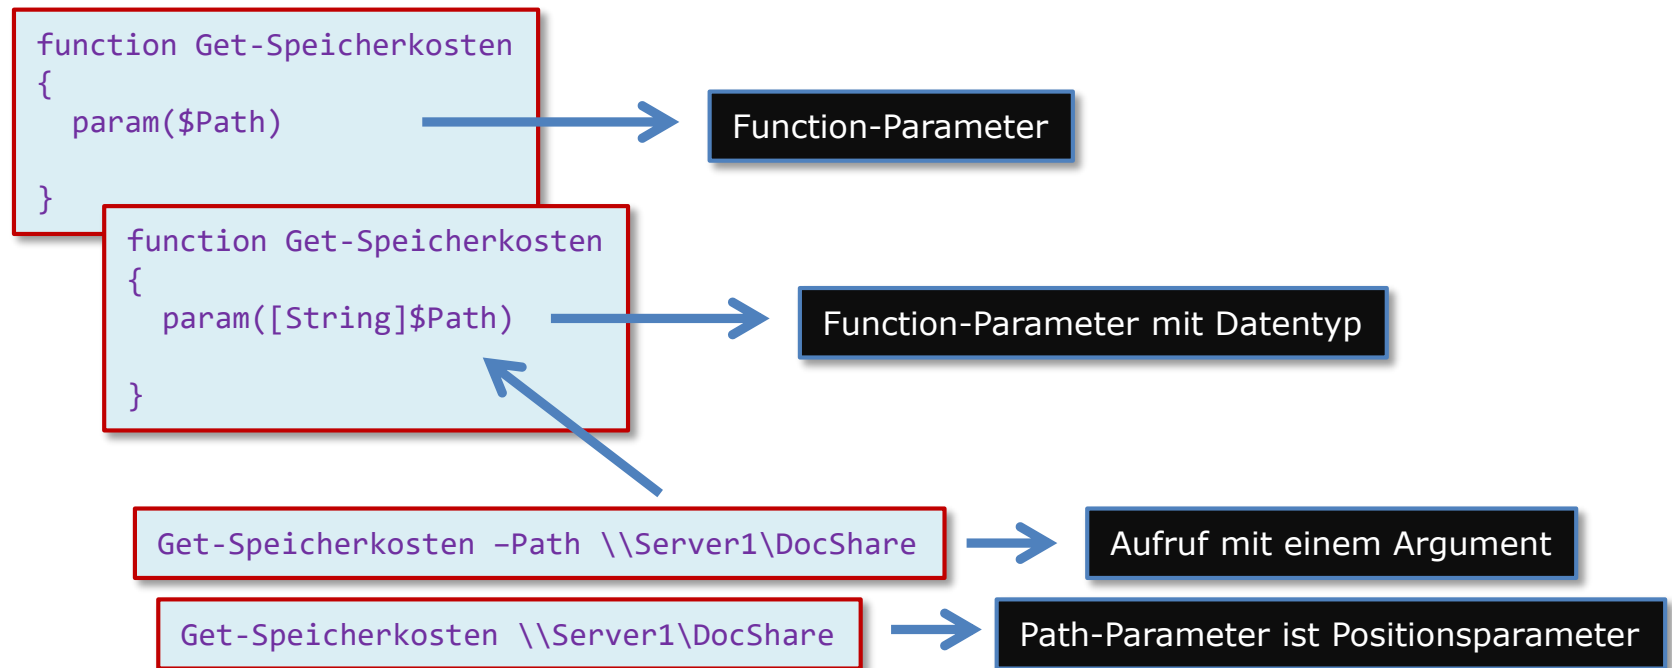 function Get-Speicherkosten
{
param($Path)
}
Function-Parameter
function Get-Speicherkosten
{
param([String]$Path)
}
Function-Parameter mit Datentyp
Get-Speicherkosten –Path \\Server1\DocShare
Aufruf mit einem Argument
Get-Speicherkosten \\Server1\DocShare
Path-Parameter ist Positionsparameter